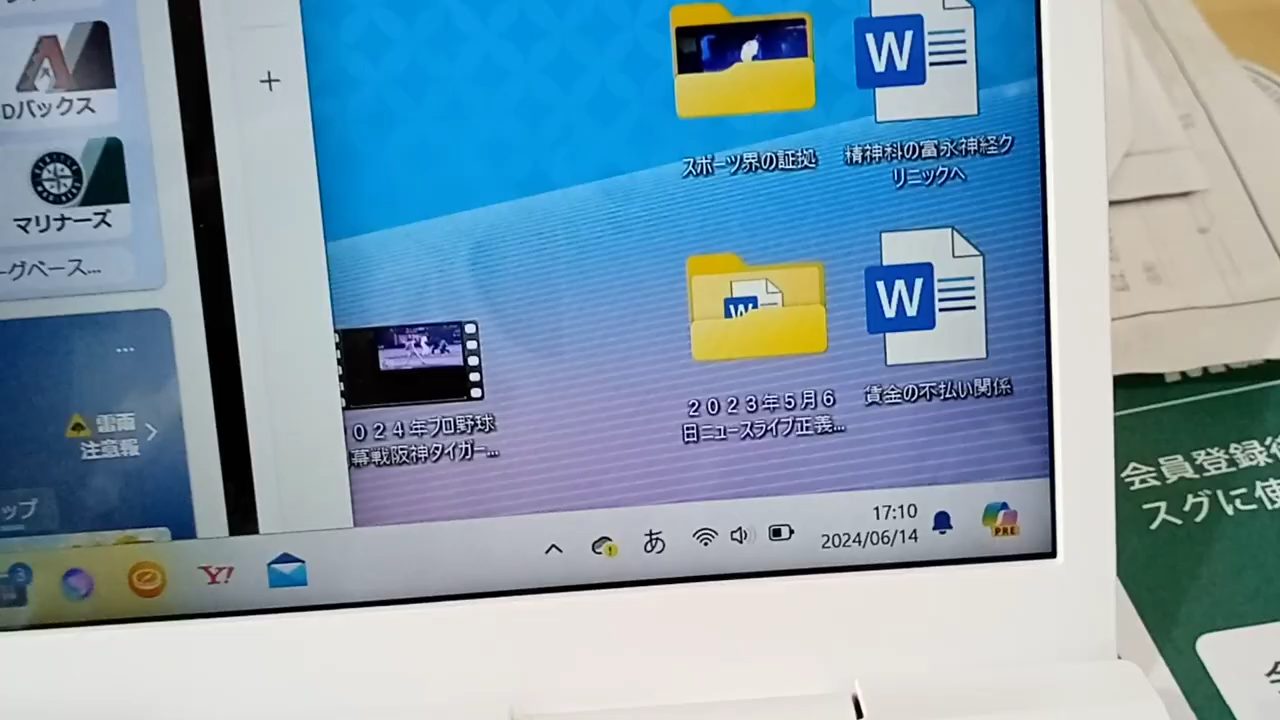 Dバックス
マリナーズ
ーグベース...
雷雨
注意報
ップ
スポーツ界の証拠
精神科の富永神経ク
リニックへ
W
W
W
024年プロ野球
幕戦阪神タイガー...
2023年5月6
日ニュースライブ正義...
賃金の不払い関係
あ
17:10
2024/06/14
PRE
Y!
会員登録後
スグに使